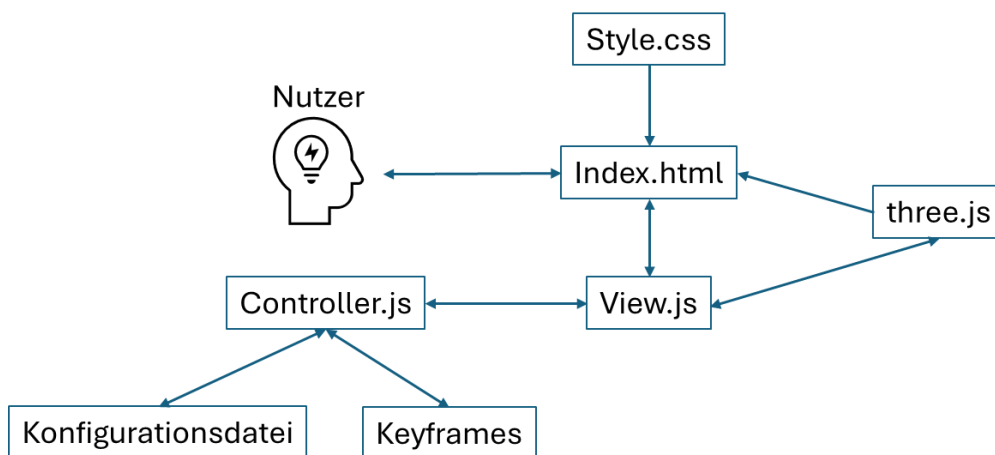 Style.css
Nutzer
Index.html
three.js
Controller.js
View.js
Konfigurationsdatei
Keyframes